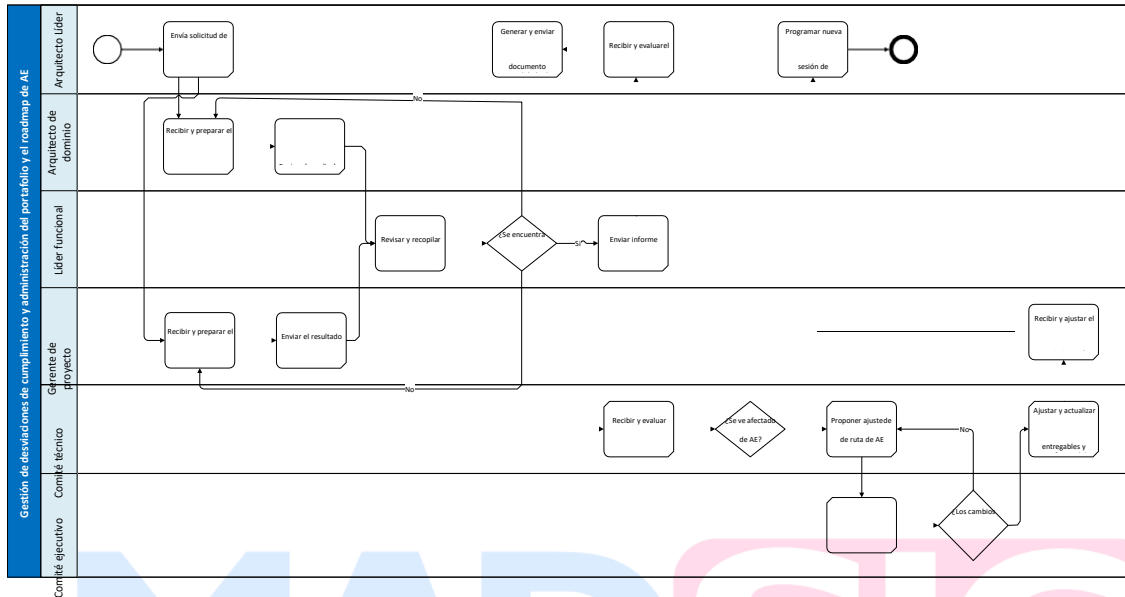 Gestión de desviaciones de cumplimiento y administración del portafolio y el roadmap de AE
Arquitecto Líder
Envía solicitud de
Generar y enviar
documento
Recibir y evaluarel
Programar nueva
sesión de
Arquitecto de
dominio
No
Recibir y preparar el
Líder funcional
Revisar y recopilar
¿Se encuentra
Sí
Enviar informe
Gerente de
proyecto
Recibir y preparar el
Enviar el resultado
Recibir y ajustar el
No
Comité técnico
Recibir y evaluar
¿Se ve afectado
de AE?
Proponer ajustede
de ruta de AE
No
Ajustar y actualizar
entregables y
Comité ejecutivo
¿Los cambios